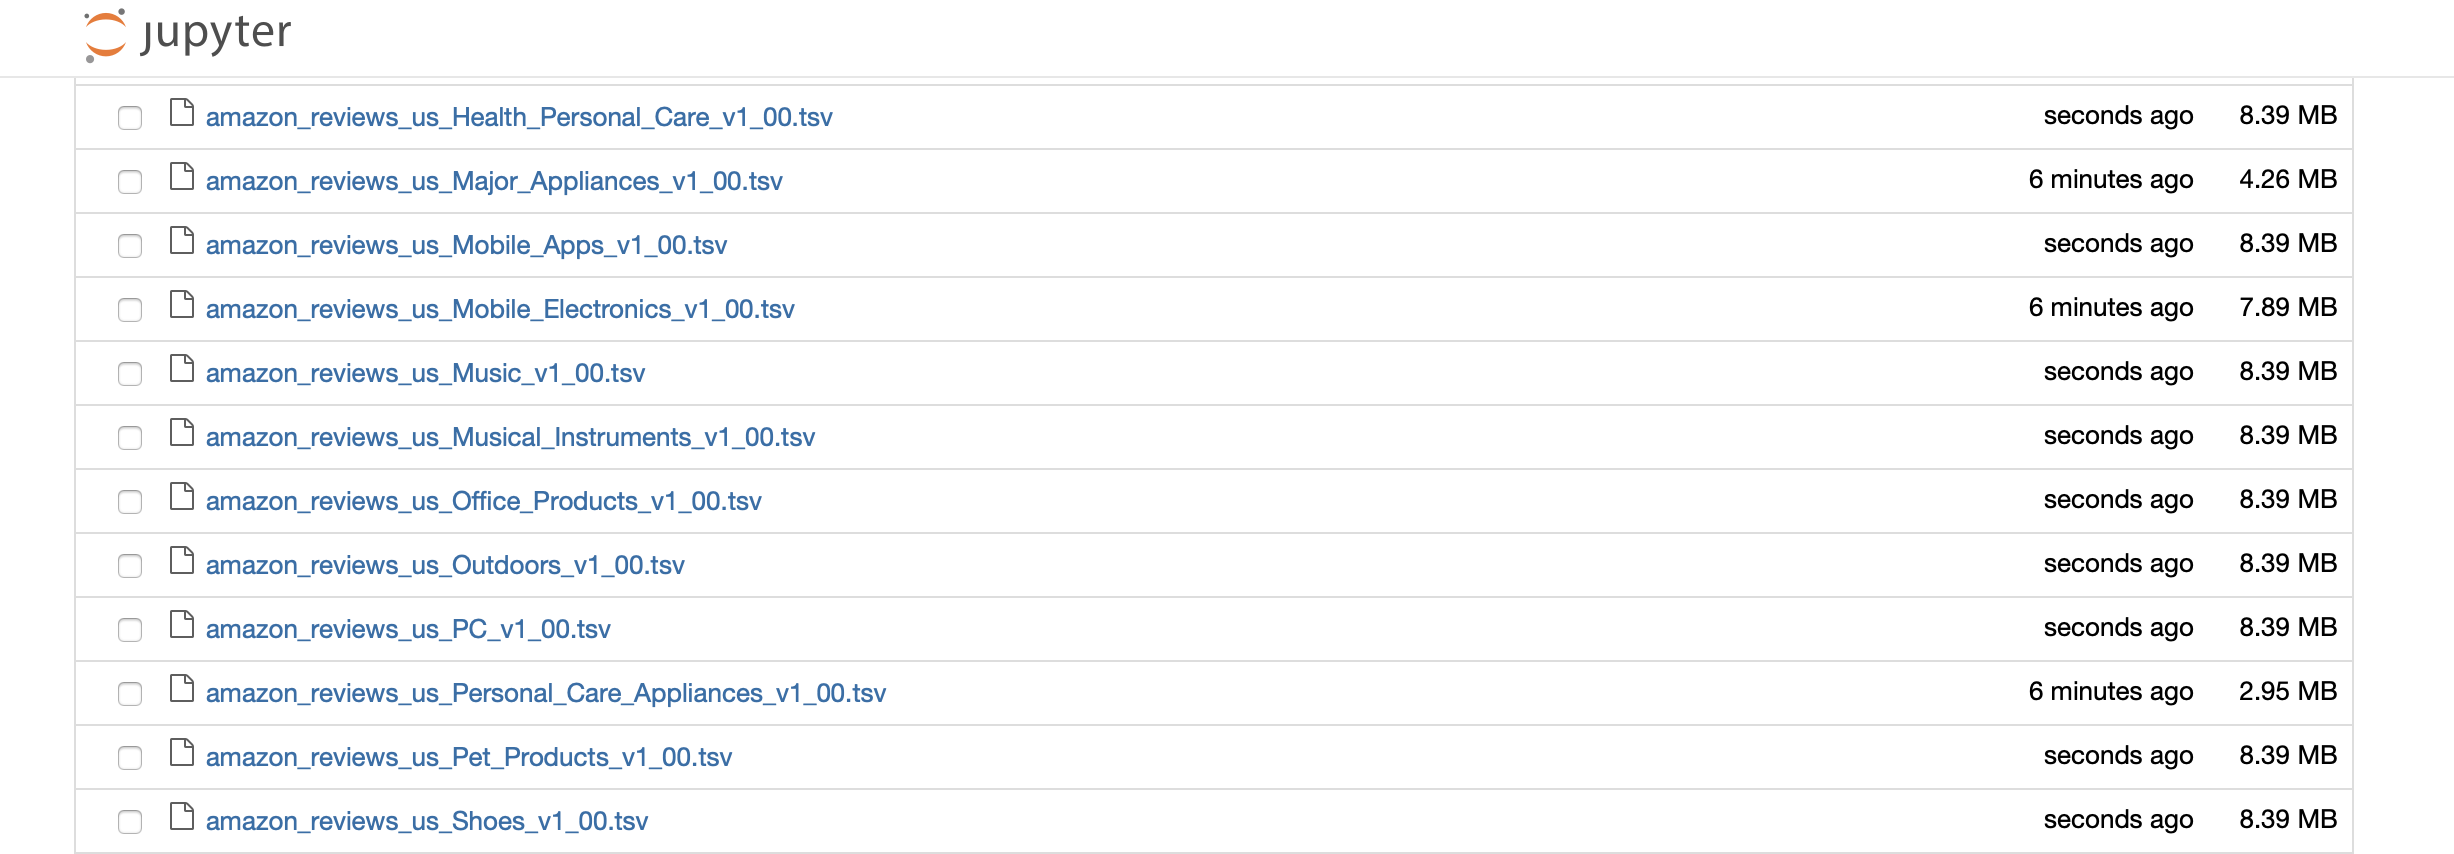 jupyter
amazon_reviews_us_Health_Personal_Care_v1_00.tsv seconds ago 8.39 MB
amazon_reviews_us_Major_Appliances_v1_00.tsv 6 minutes ago 4.26 MB
amazon_reviews_us_Mobile_Apps_v1_00.tsv seconds ago 8.39 MB
amazon_reviews_us_Mobile_Electronics_v1_00.tsv 6 minutes ago 7.89 MB
amazon_reviews_us_Music_v1_00.tsv seconds ago 8.39 MB
amazon_reviews_us_Musical_Instruments_v1_00.tsv seconds ago 8.39 MB
amazon_reviews_us_Office_Products_v1_00.tsv seconds ago 8.39 MB
amazon_reviews_us_Outdoors_v1_00.tsv seconds ago 8.39 MB
amazon_reviews_us_PC_v1_00.tsv seconds ago 8.39 MB
amazon_reviews_us_Personal_Care_Appliances_v1_00.tsv 6 minutes ago 2.95 MB
amazon_reviews_us_Pet_Products_v1_00.tsv seconds ago 8.39 MB
amazon_reviews_us_Shoes_v1_00.tsv seconds ago 8.39 MB